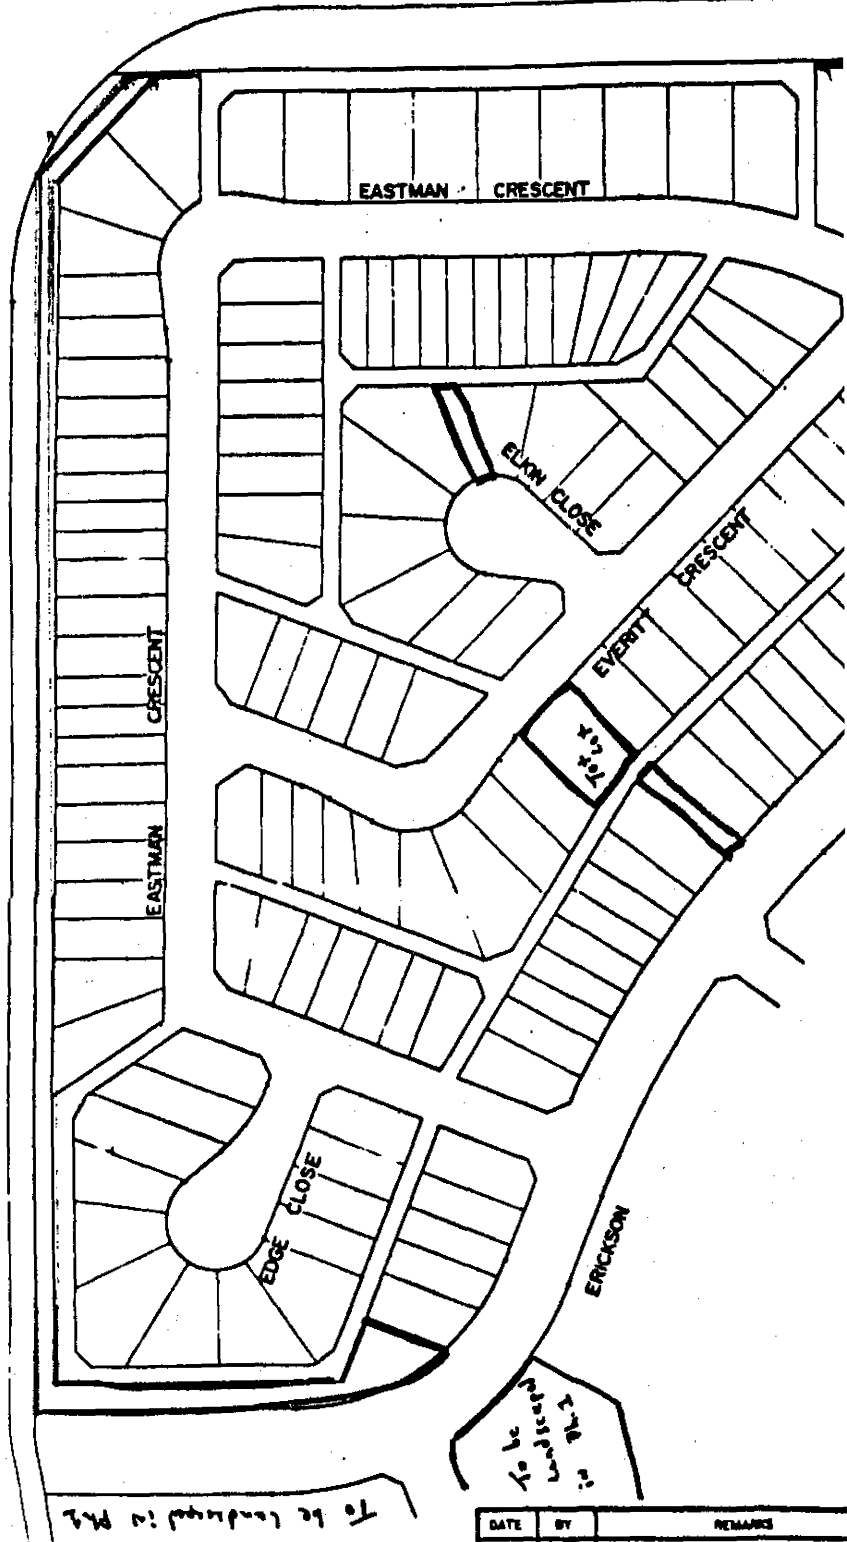 EASTMAN CRESCENT
ELKIN CLOSE
EVERITT CRESCENT
Tot Lot
EASTMAN CRESCENT
EDGE CLOSE
ERICKSON
To be
Landscaped
in Ph. 2
To be Landscaped in Ph 2
DATE BY REMARKS